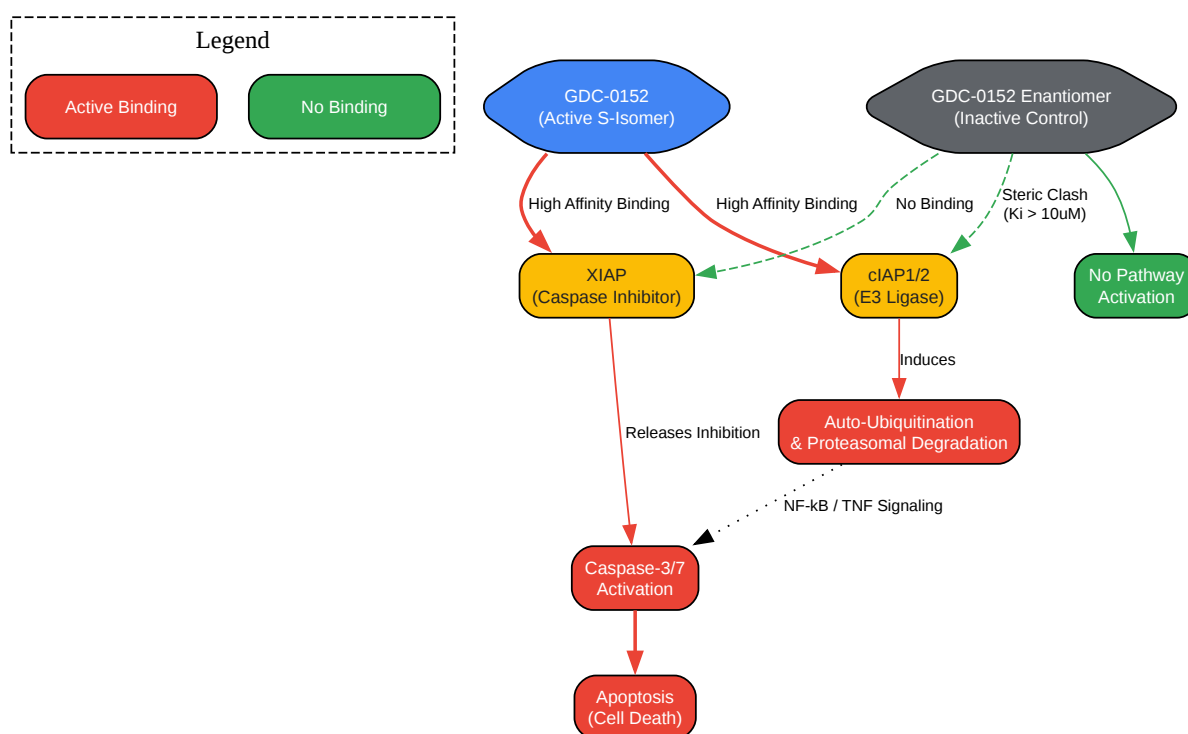 Legend
Active Binding
No Binding
GDC-0152
(Active S-Isomer)
GDC-0152 Enantiomer
(Inactive Control)
High Affinity Binding
High Affinity Binding
No Binding
Steric Clash
(Ki > 10uM)
XIAP
(Caspase Inhibitor)
cIAP1/2
(E3 Ligase)
No Pathway
Activation
Induces
Auto-Ubiquitination
& Proteasomal Degradation
Releases Inhibition
NF-kB / TNF Signaling
Caspase-3/7
Activation
Apoptosis
(Cell Death)